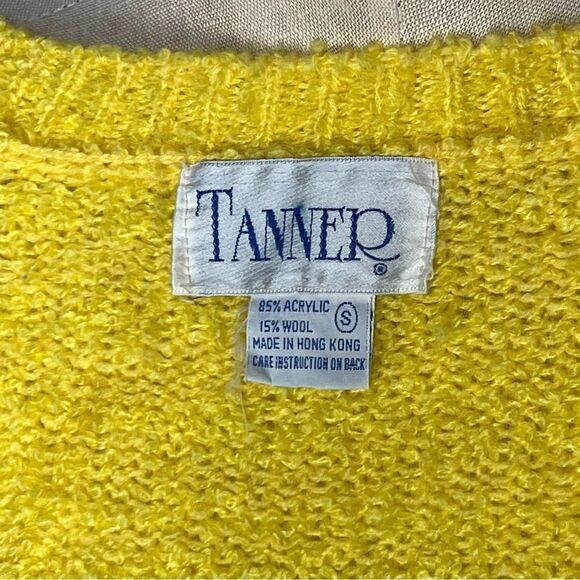 TANNER®
85% ACRYLIC Ⓢ
15% WOOL
MADE IN HONG KONG
CARE INSTRUCTION ON BACK